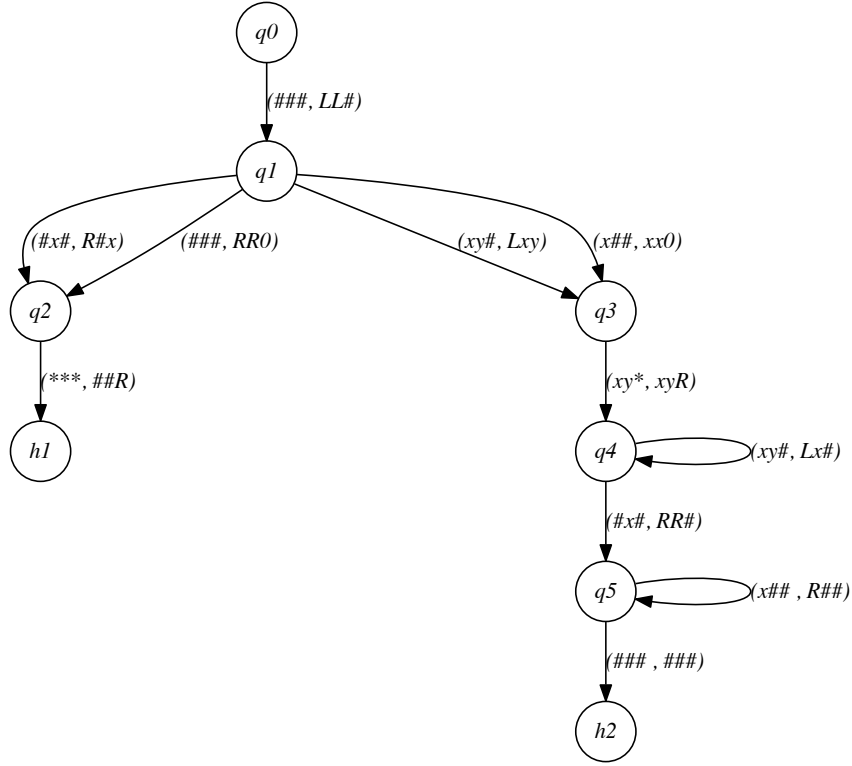 q0
(###, LL#)
q1
(#x#, R#x) (###, RR0) (xy#, Lxy) (x##, xx0)
q2 q3
(***, ##R) (xy*, xyR)
h1 q4 (xy#, Lx#)
(#x#, RR#)
q5 (x## , R##)
(### , ###)
h2